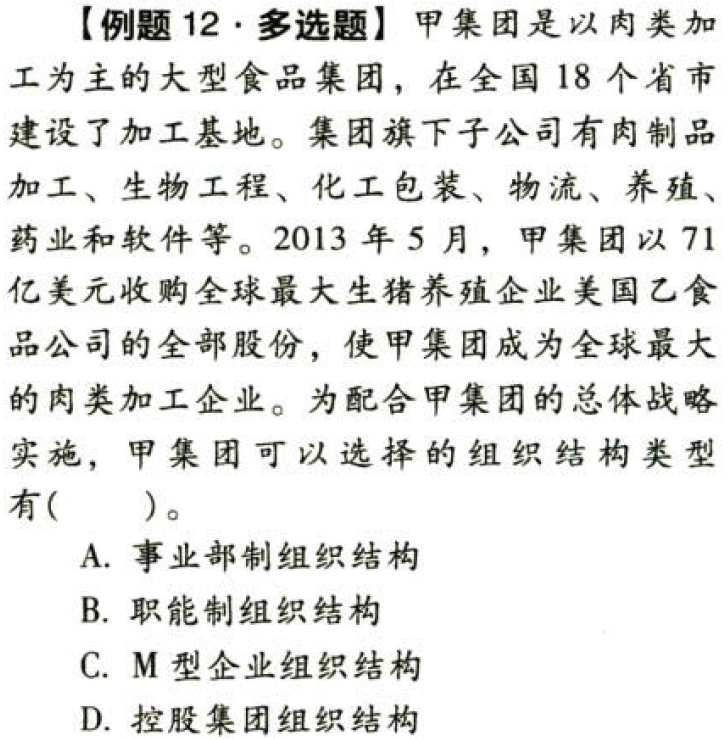 【例题 12·多选题】甲集团是以肉类加
工为主的大型食品集团，在全国 18 个省市
建设了加工基地。集团旗下子公司有肉制品
加工、生物工程、化工包装、物流、养殖、
药业和软件等。2013 年 5 月，甲集团以 71
亿美元收购全球最大生猪养殖企业美国乙食
品公司的全部股份，使甲集团成为全球最大
的肉类加工企业。为配合甲集团的总体战略
实施，甲集团可以选择的组织结构类型
有(　　)。
A. 事业部制组织结构
B. 职能制组织结构
C. M 型企业组织结构
D. 控股集团组织结构